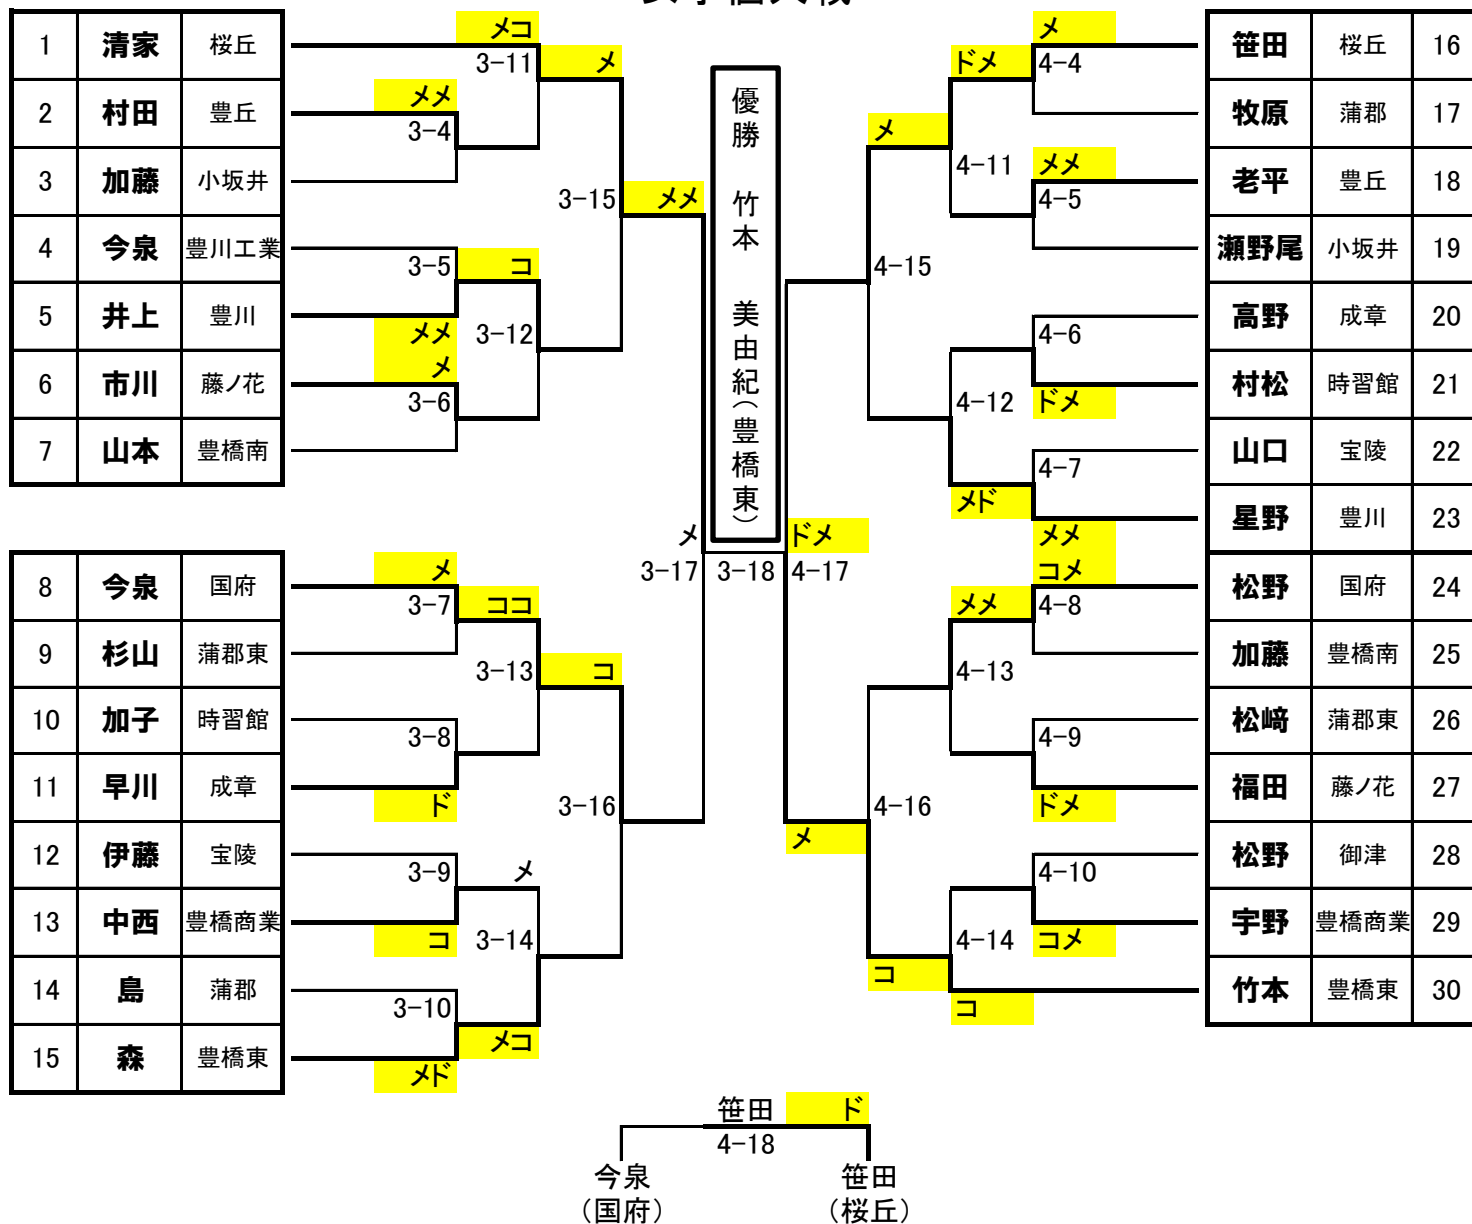 メコ
メ
1 清家 桜丘
3-11
メ
ドメ
4-4
笹田 桜丘 16
メメ
2 村田 豊丘
3-4
メ
牧原 蒲郡 17
3 加藤 小坂井
3-15
メメ
4-11
メメ
4-5
老平 豊丘 18
4 今泉 豊川工業
3-5
コ
4-15
瀬野尾 小坂井 19
5 井上 豊川
メメ
3-12
4-6
高野 成章 20
メ
6 市川 藤ノ花
3-6
4-12
ドメ
村松 時習館 21
7 山本 豊橋南
4-7
山口 宝陵 22
メド
星野 豊川 23
優勝 竹本 美由紀(豊橋東)
メ
ドメ
メメ
3-17
3-18
4-17
コメ
メ
8 今泉 国府
3-7
ココ
メメ
4-8
松野 国府 24
9 杉山 蒲郡東
3-13
コ
4-13
加藤 豊橋南 25
10 加子 時習館
3-8
4-9
松﨑 蒲郡東 26
11 早川 成章
ド
3-16
4-16
ドメ
福田 藤ノ花 27
メ
12 伊藤 宝陵
3-9
メ
4-10
松野 御津 28
13 中西 豊橋商業
コ
3-14
4-14
コメ
宇野 豊橋商業 29
コ
14 島 蒲郡
3-10
コ
竹本 豊橋東 30
メコ
15 森 豊橋東
メド
笹田
ド
4-18
今泉
(国府)
笹田
(桜丘)